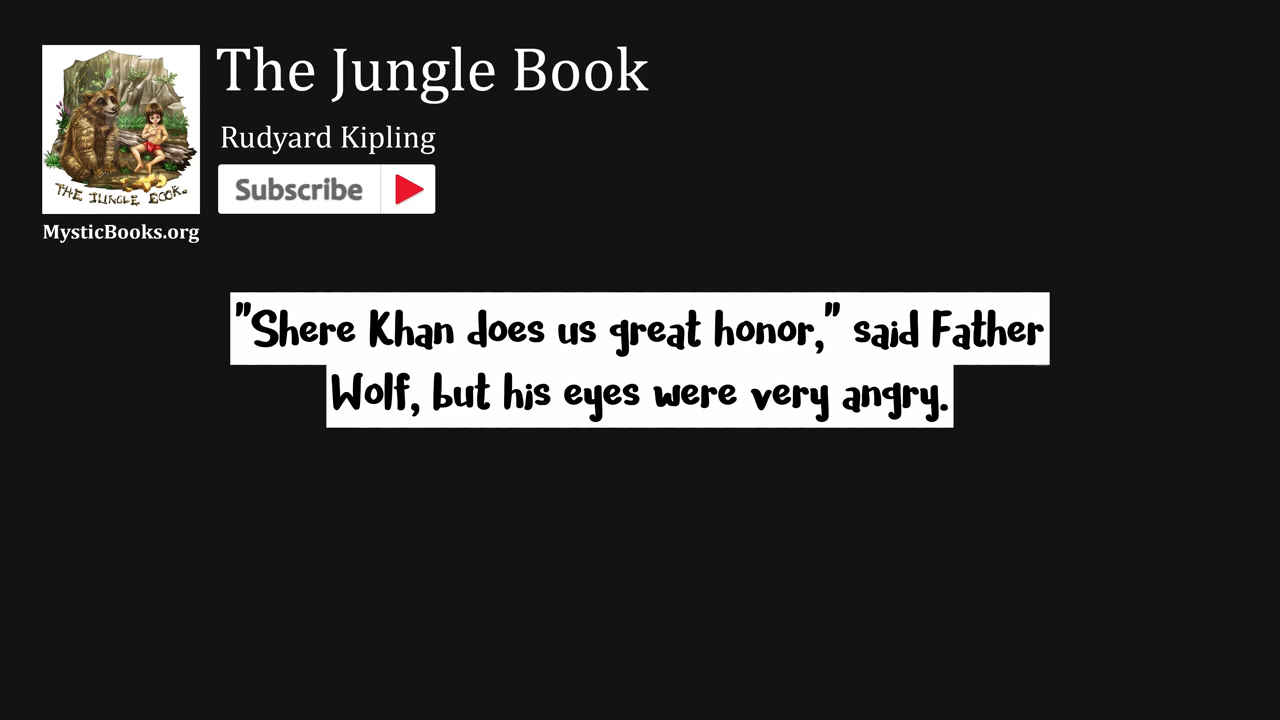 The Jungle Book
Rudyard Kipling
Subscribe
THE JUNGLE BOOK.
MysticBooks.org
"Shere Khan does us great honor," said Father
Wolf, but his eyes were very angry.